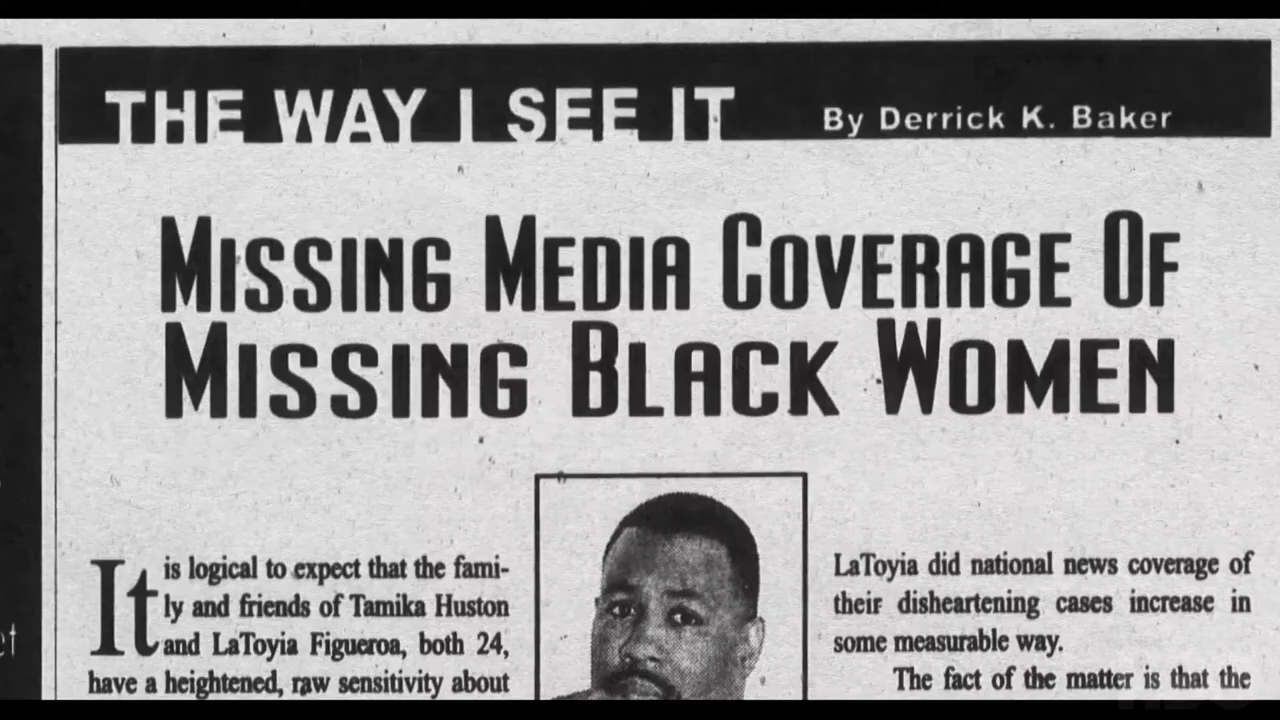 THE WAY I SEE IT By Derrick K. Baker
MISSING MEDIA COVERAGE OF
MISSING BLACK WOMEN
It is logical to expect that the fami-
ly and friends of Tamika Huston
and LaToyia Figueroa, both 24,
have a heightened, raw sensitivity about
LaToyia did national news coverage of
their disheartening cases increase in
some measurable way.
The fact of the matter is that the
HBO